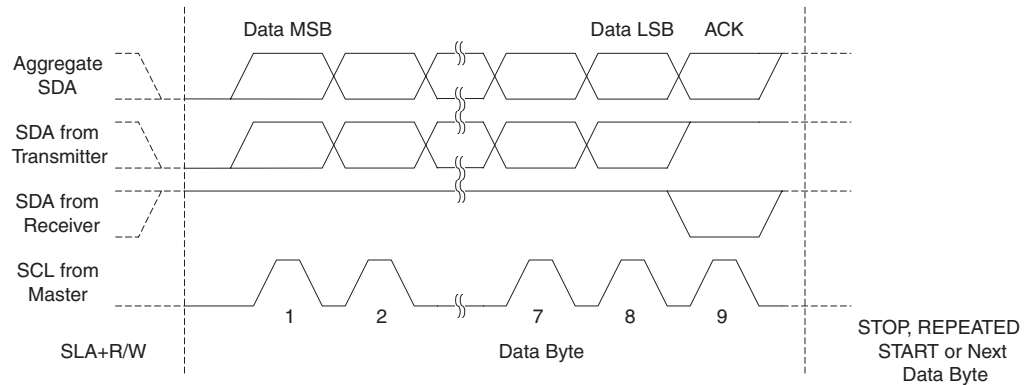 Data MSB
Data LSB
ACK
Aggregate
SDA
SDA from
Transmitter
SDA from
Receiver
SCL from
Master
1
2
7
8
9
SLA+R/W
Data Byte
STOP, REPEATED
START or Next
Data Byte